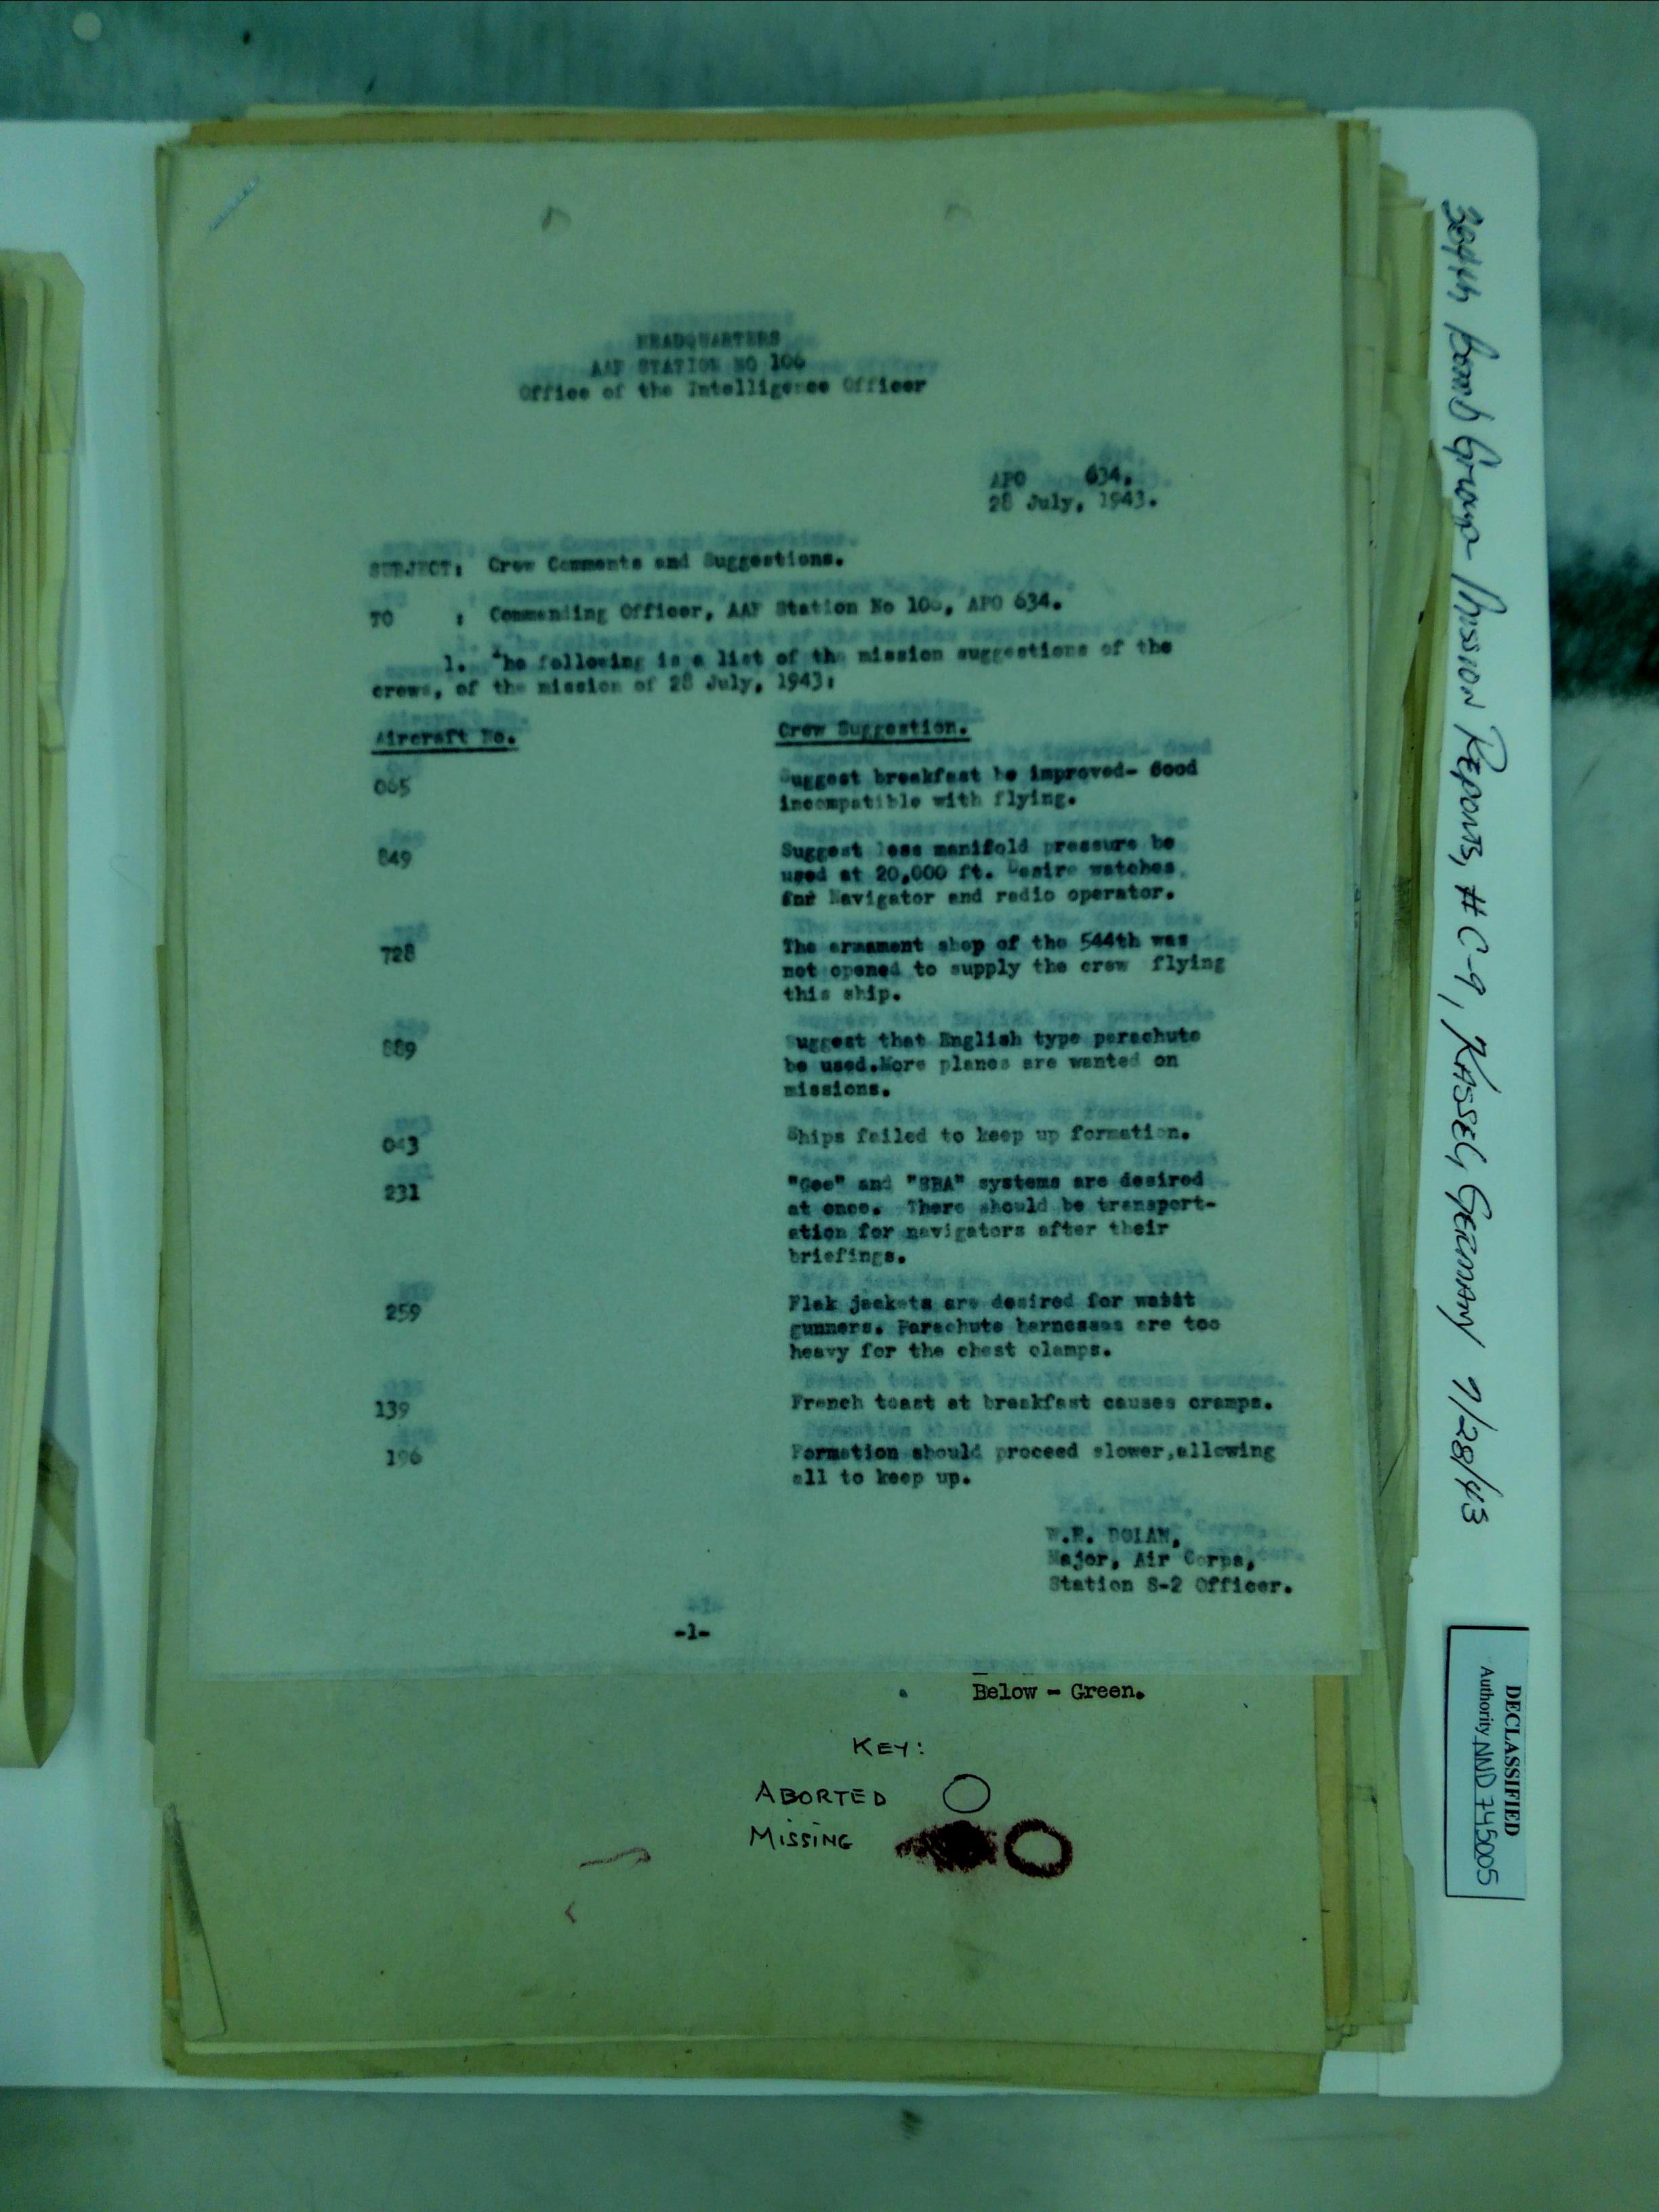 HEADQUARTERS
AAF STATION NO 106
Office of the Intelligence Officer
APO 634.
28 July, 1943.
SUBJECT: Crew Comments and Suggestions.
TO : Commanding Officer, AAF Station No 106, APO 634.
1. The following is a list of the mission suggestions of the
crews, of the mission of 28 July, 1943:
Aircraft No. Crew Suggestion.
065 Suggest breakfast be improved- food
incompatible with flying.
849 Suggest less manifold pressure be
used at 20,000 ft. Desire watches
for Navigator and radio operator.
728 The armament shop of the 544th was
not opened to supply the crew flying
this ship.
889 Suggest that English type parachute
be used.More planes are wanted on
missions.
043 Ships failed to keep up formation.
231 "Gee" and "SBA" systems are desired
at once. There should be transport-
ation for navigators after their
briefings.
259 Flak jackets are desired for waist
gunners. Parachute harnesses are too
heavy for the chest clamps.
139 French toast at breakfast causes cramps.
196 Formation should proceed slower,allowing
all to keep up.
W.R. DOLAN,
Major, Air Corps,
Station S-2 Officer.
-1-
Below - Green.
KEY:
ABORTED
MISSING
384th Bomb Group Mission Reports, #C-9, Kassel, Germany 7/28/43
DECLASSIFIED
Authority NND 745005